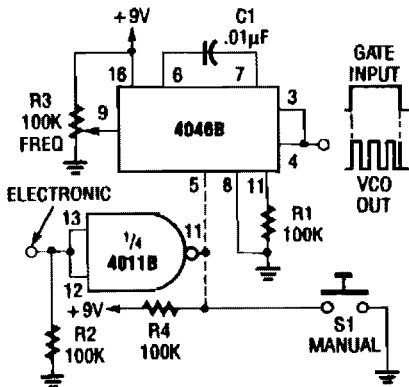 +9V
C1
.01µF
16
6
7
GATE
INPUT
R3
100K
FREQ
9
4046B
3
4
VCO
OUT
5
8
11
R1
100K
ELECTRONIC
13
1/4
4011B
11
12
+9V
R2
100K
R4
100K
S1
MANUAL